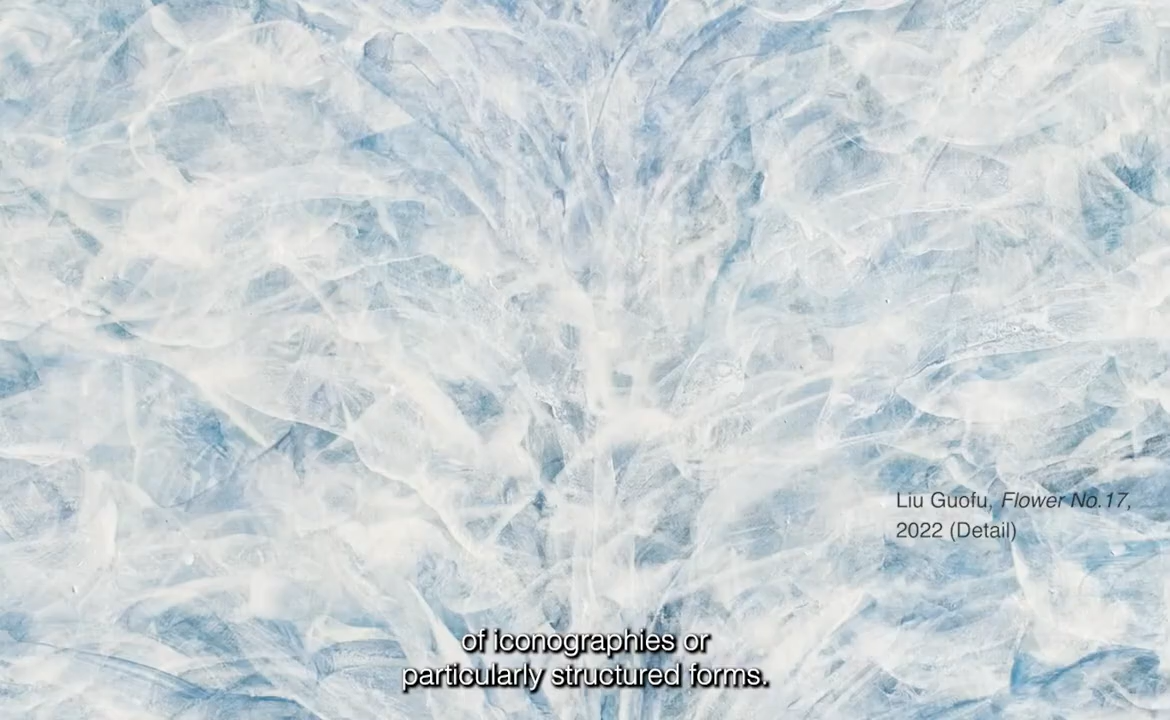 Liu Guofu, Flower No.17,
2022 (Detail)
of iconographies or
particularly structured forms.